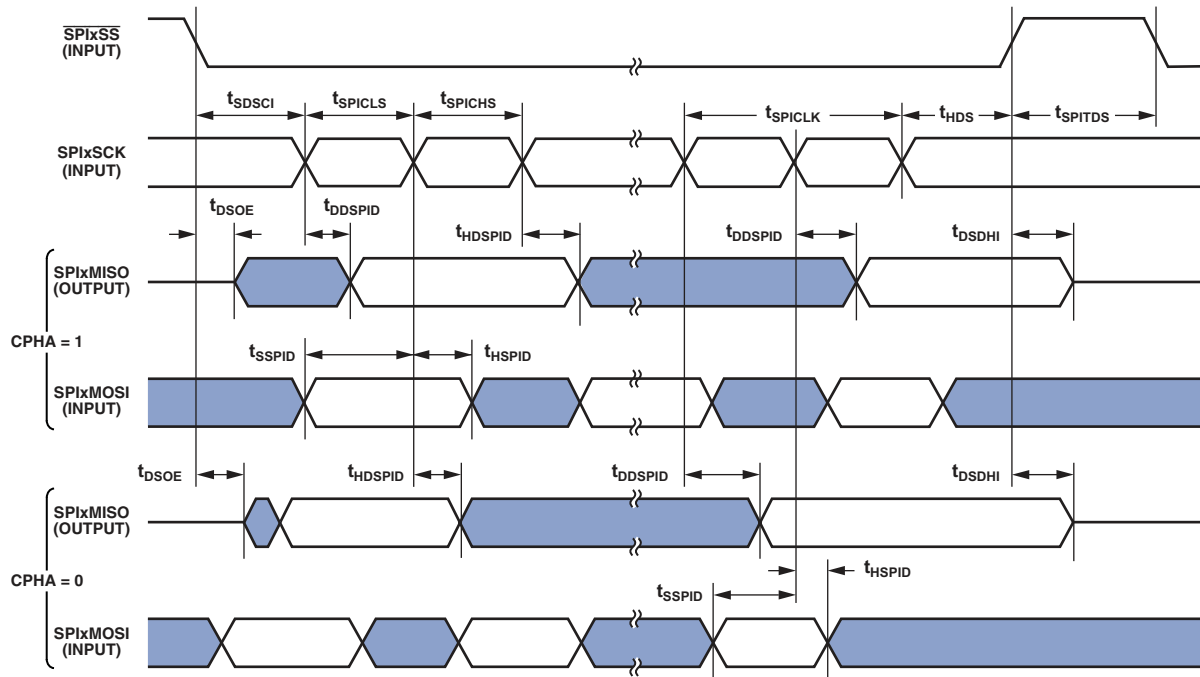 SPIxSS
(INPUT)
tSDSCI tSPICLS tSPICHS tSPICLK tHDS tSPITDS
SPIxSCK
(INPUT)
tDSOE tDDSPID tHDSPID tDDSPID tDSDHI
SPIxMISO
(OUTPUT)
CPHA = 1
tSSPID tHSPID
SPIxMOSI
(INPUT)
tDSOE tHDSPID tDDSPID tDSDHI
SPIxMISO
(OUTPUT)
CPHA = 0
tHSPID
tSSPID
SPIxMOSI
(INPUT)